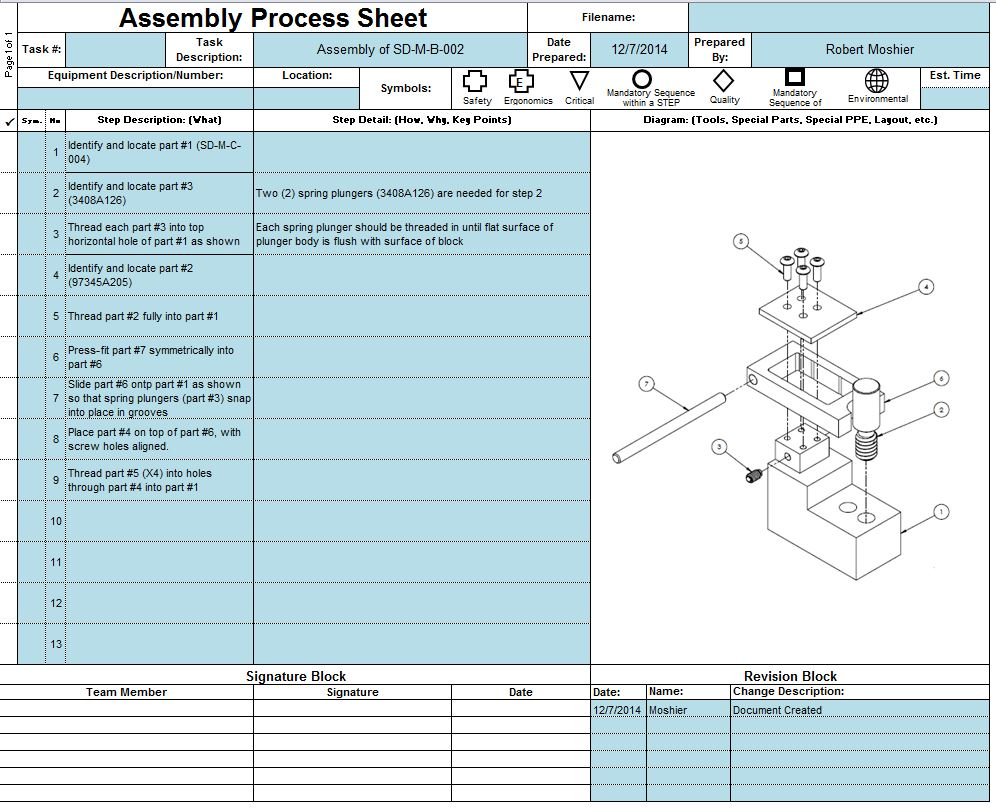 Assembly Process Sheet
Filename:
Page 1 of 1
Task #:
Task
Description:
Assembly of SD-M-B-002
Date
Prepared:
12/7/2014
Prepared
By:
Robert Moshier
Equipment Description/Number:
Location:
Symbols:
E
Safety
Ergonomics
Critical
Mandatory Sequence
within a STEP
Quality
Mandatory
Sequence of
Environmental
Est. Time
✓ Sym. No Step Description: (What)
Step Detail: (How, Why, Key Points)
Diagram: (Tools, Special Parts, Special PPE, Layout, etc.)
1 Identify and locate part #1 (SD-M-C-
004)
2 Identify and locate part #3
(3408A126)
Two (2) spring plungers (3408A126) are needed for step 2
3 Thread each part #3 into top
horizontal hole of part #1 as shown
Each spring plunger should be threaded in until flat surface of
plunger body is flush with surface of block
4 Identify and locate part #2
(97345A205)
5 Thread part #2 fully into part #1
6 Press-fit part #7 symmetrically into
part #6
7 Slide part #6 ontp part #1 as shown
so that spring plungers (part #3) snap
into place in grooves
8 Place part #4 on top of part #6, with
screw holes aligned.
9 Thread part #5 (X4) into holes
through part #4 into part #1
10
11
12
13
5
4
7
6
2
3
1
Signature Block
Team Member
Signature
Date
Revision Block
Date:
Name:
Change Description:
12/7/2014
Moshier
Document Created